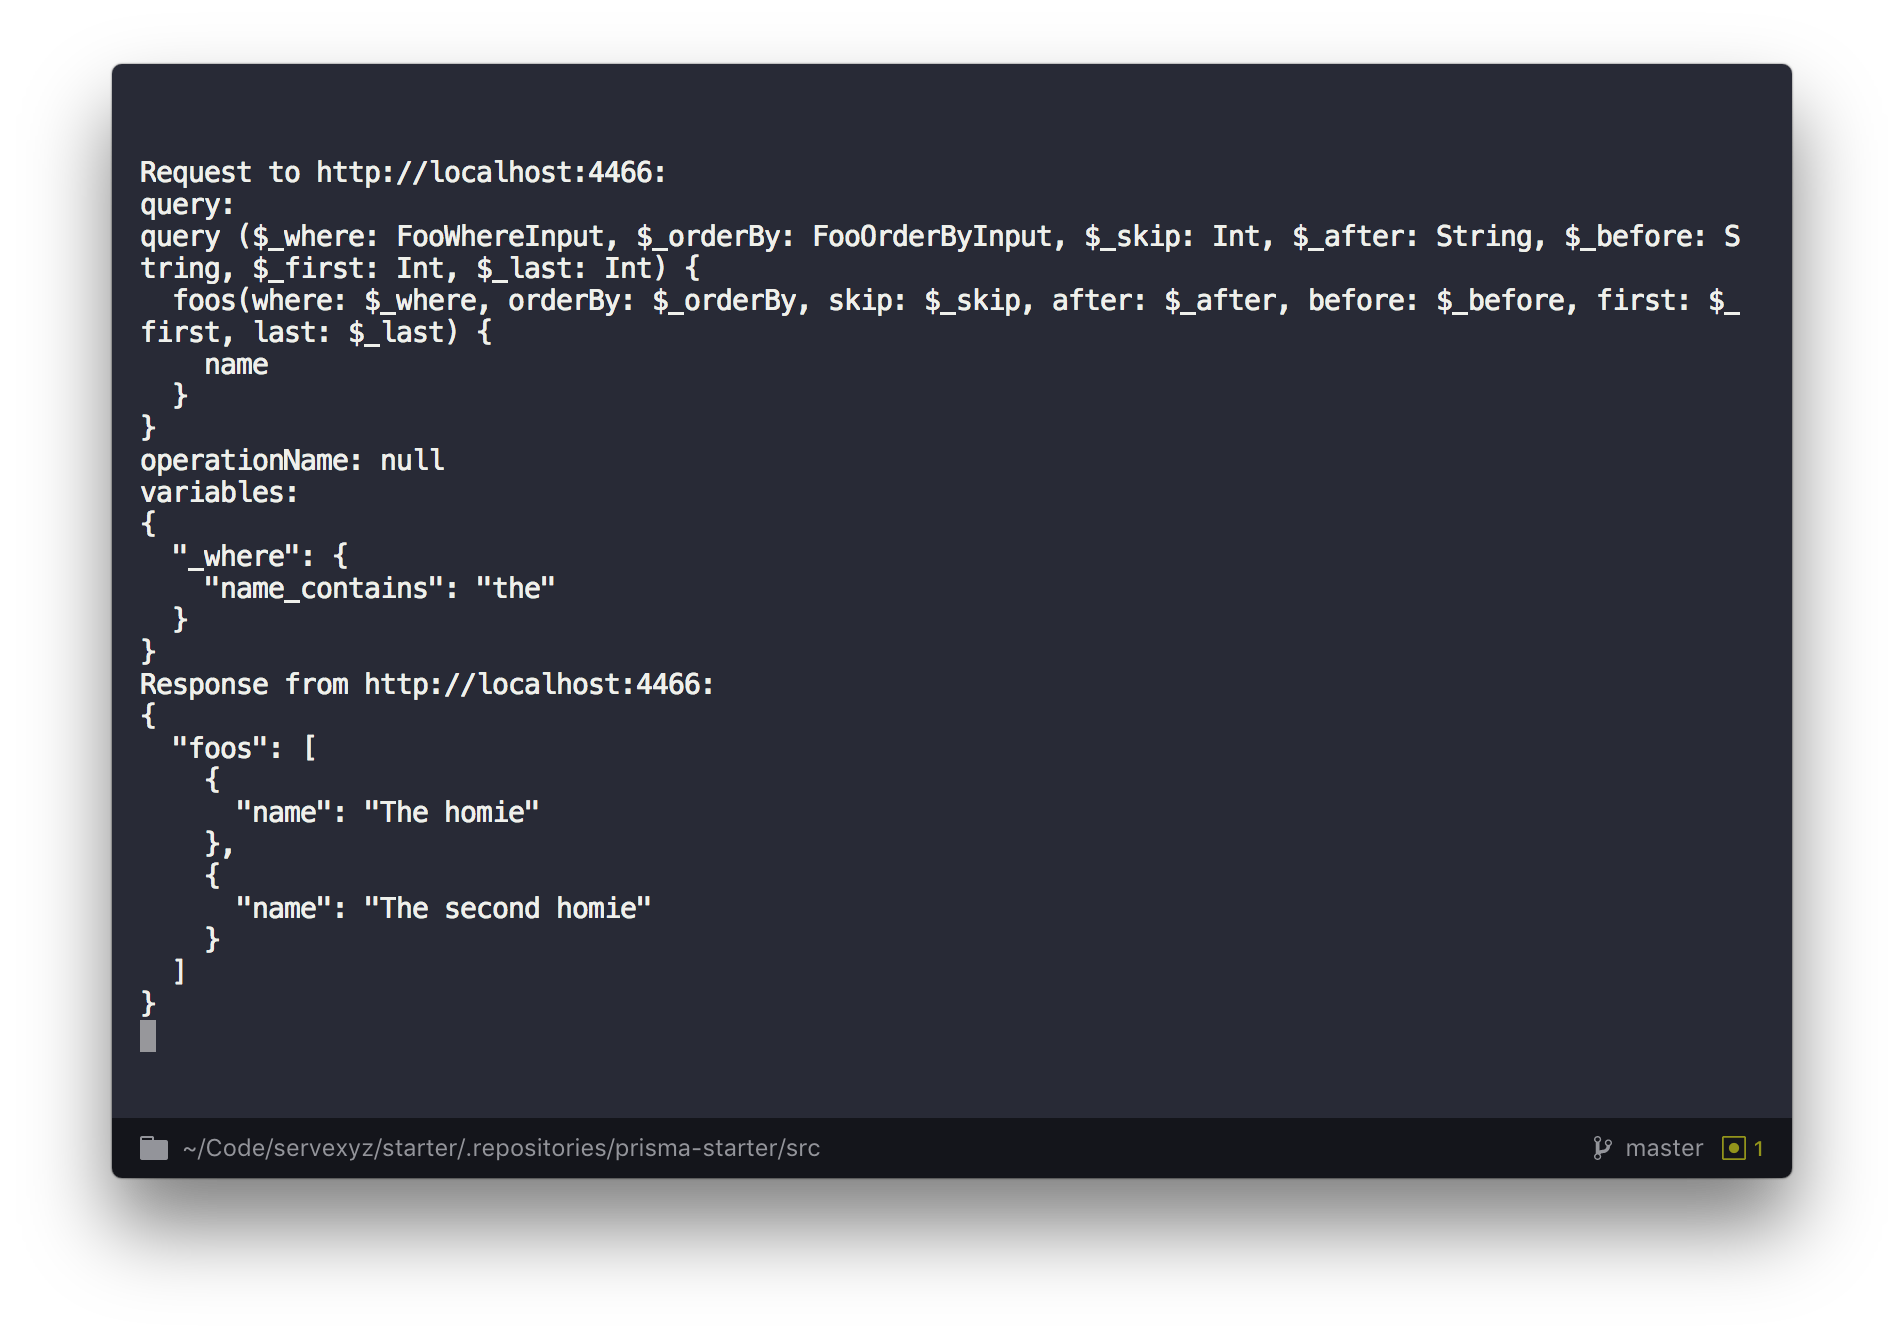 Request to http://localhost:4466:
query:
query ($_where: FooWhereInput, $_orderBy: FooOrderByInput, $_skip: Int, $_after: String, $_before: S
tring, $_first: Int, $_last: Int) {
  foos(where: $_where, orderBy: $_orderBy, skip: $_skip, after: $_after, before: $_before, first: $_
first, last: $_last) {
    name
  }
}
operationName: null
variables:
{
  "_where": {
    "name_contains": "the"
  }
}
Response from http://localhost:4466:
{
  "foos": [
    {
      "name": "The homie"
    },
    {
      "name": "The second homie"
    }
  ]
}
~/Code/servexyz/starter/.repositories/prisma-starter/src
master 1